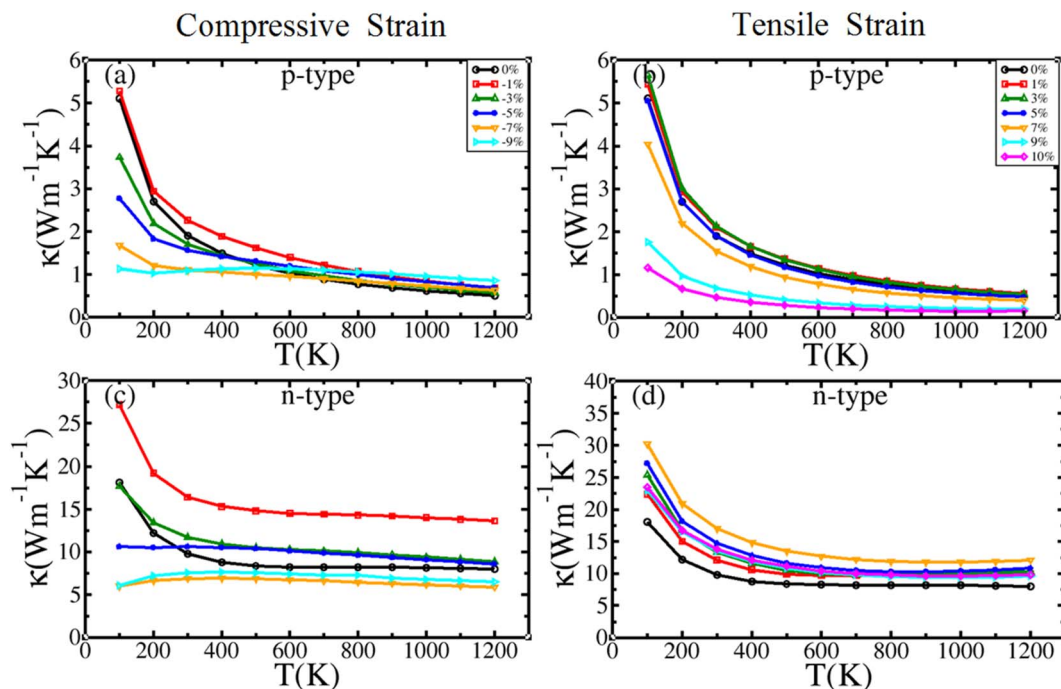 Compressive Strain
Tensile Strain
(a) p-type
κ(Wm⁻¹K⁻¹)
6
5
4
3
2
1
0
0 200 400 600 800 1000 1200
T(K)
0%
-1%
-3%
-5%
-7%
-9%
(b) p-type
κ(Wm⁻¹K⁻¹)
6
5
4
3
2
1
0
0 200 400 600 800 1000 1200
T(K)
0%
1%
3%
5%
7%
9%
10%
(c) n-type
κ(Wm⁻¹K⁻¹)
30
25
20
15
10
5
0
0 200 400 600 800 1000 1200
T(K)
(d) n-type
κ(Wm⁻¹K⁻¹)
40
35
30
25
20
15
10
5
0
0 200 400 600 800 1000 1200
T(K)